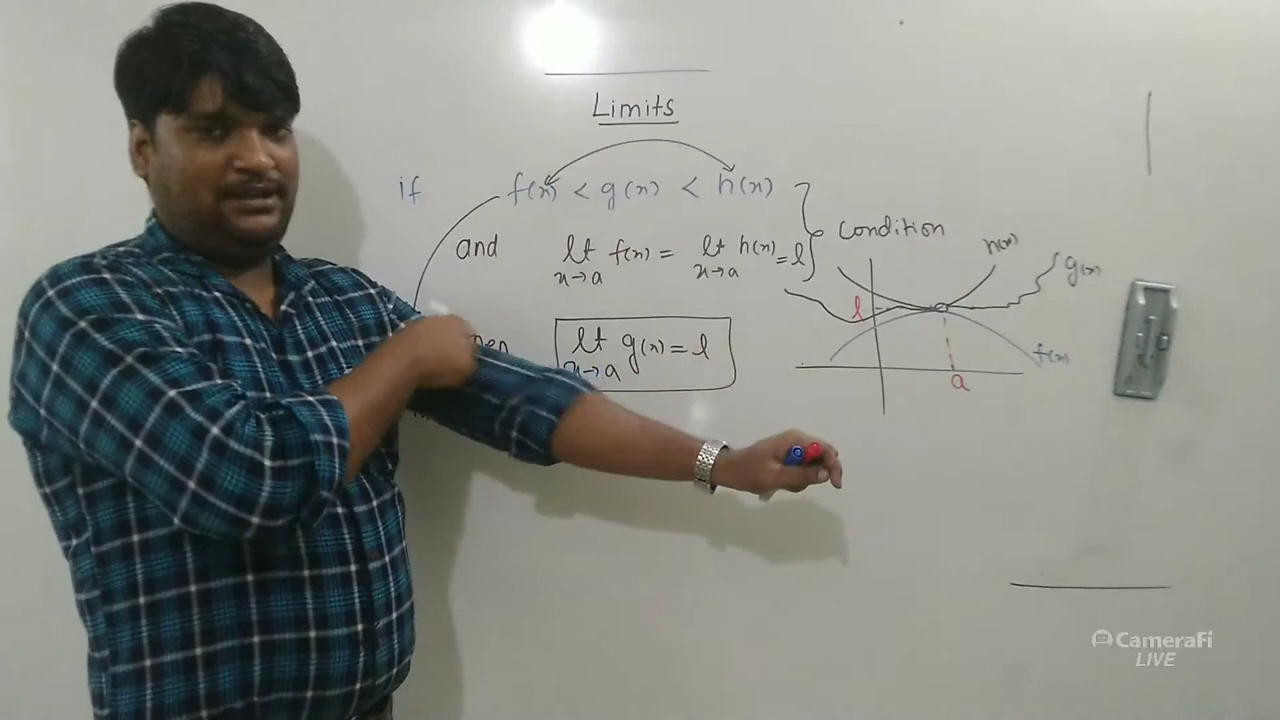 Limits
if f(x) < g(x) < h(x)
and lt x→a f(x) = lt x→a h(x) = l
condition
lt x→a g(x) = l
h(x)
g(x)
l
f(x)
a
CameraFi
LIVE